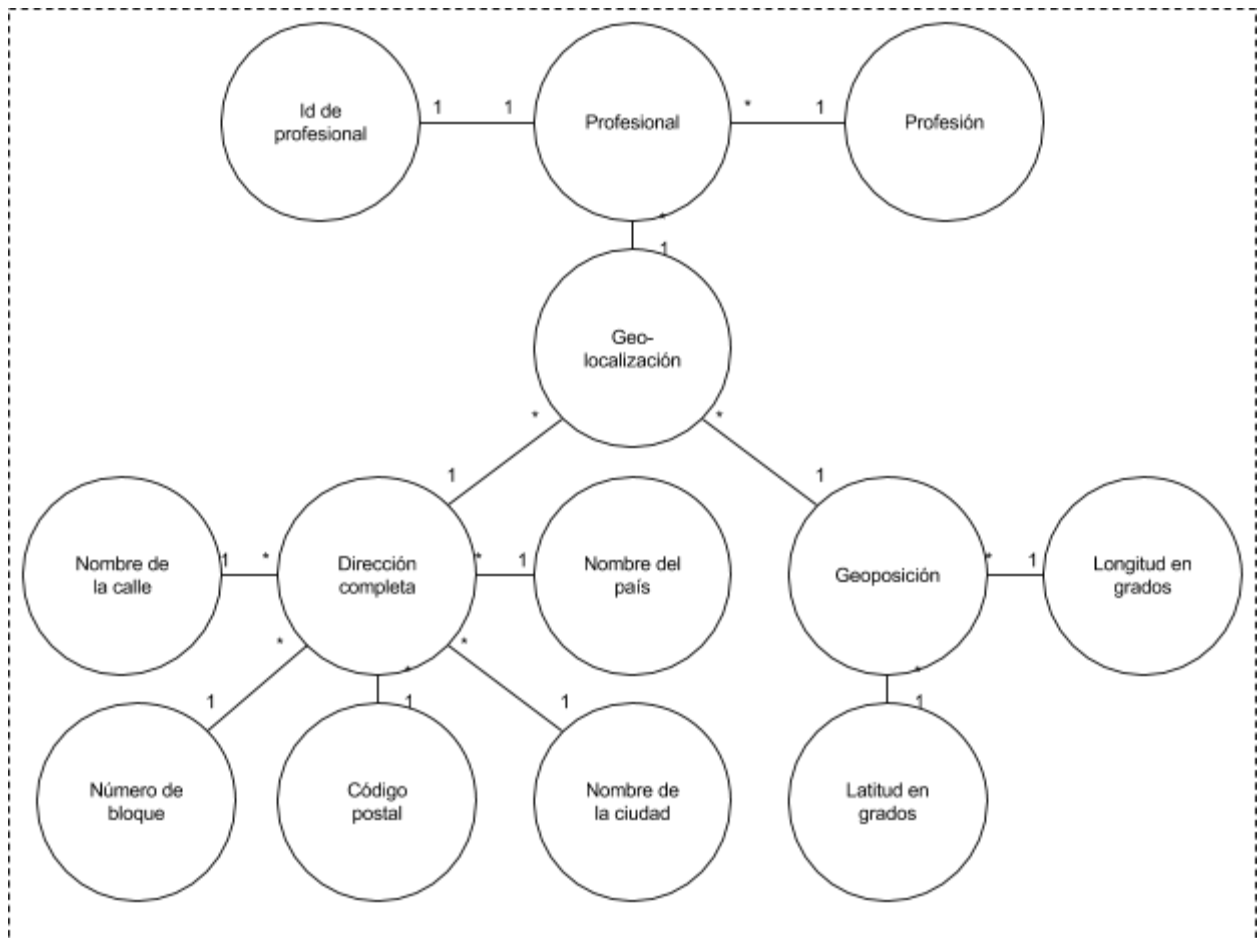 Id de
profesional
1 1
Profesional
* 1
Profesión
*
1
Geo-
localización
* *
1 1
Nombre de
la calle
1 *
Dirección
completa
* 1
Nombre del
país
Geoposición
* 1
Longitud en
grados
* * * *
1 1 1 1
Número de
bloque
Código
postal
Nombre de
la ciudad
Latitud en
grados